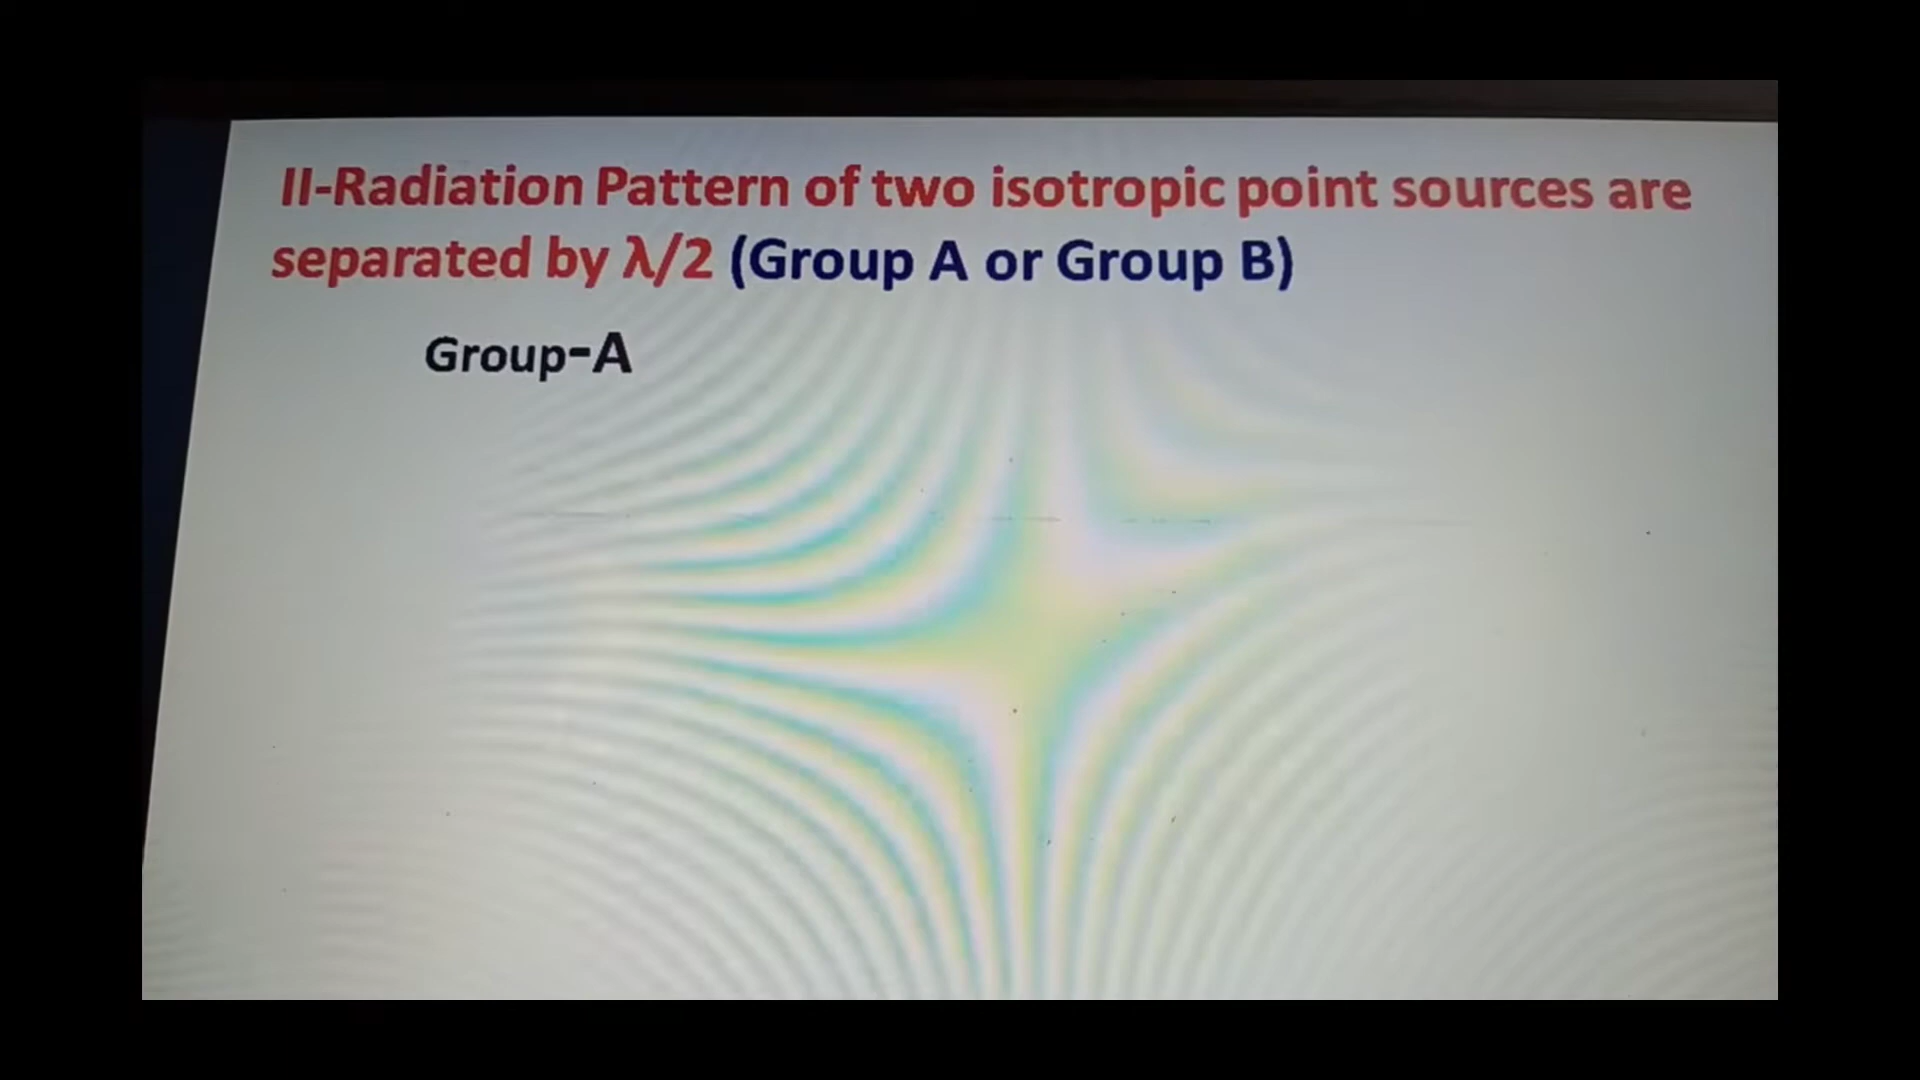 II-Radiation Pattern of two isotropic point sources are
separated by λ/2 (Group A or Group B)
Group-A